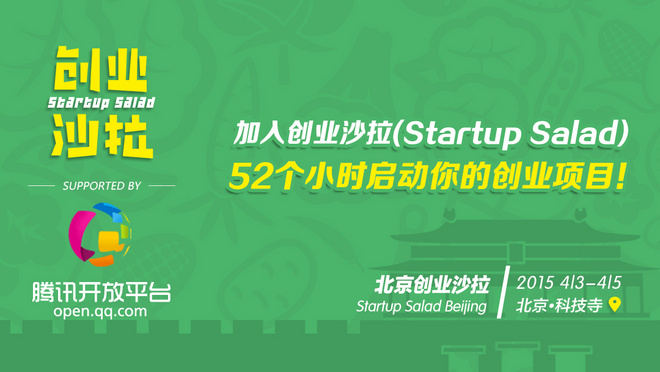 创业
Startup Salad
沙拉
SUPPORTED BY
腾讯开放平台
open.qq.com
加入创业沙拉(Startup Salad)
52个小时启动你的创业项目!
北京创业沙拉
Startup Salad Beijing
2015 4|3-4|5
北京·科技寺